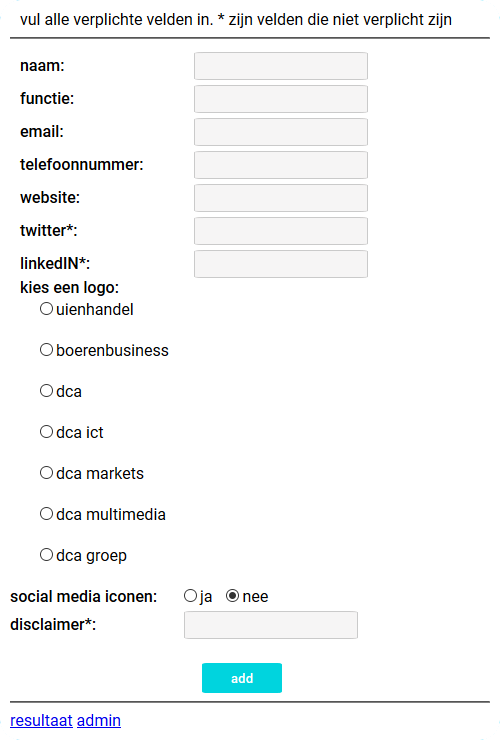 vul alle verplichte velden in. * zijn velden die niet verplicht zijn
naam:
functie:
email:
telefoonnummer:
website:
twitter*:
linkedIN*:
kies een logo:
uienhandel
boerenbusiness
dca
dca ict
dca markets
dca multimedia
dca groep
social media iconen: ja nee
disclaimer*:
add
resultaat admin